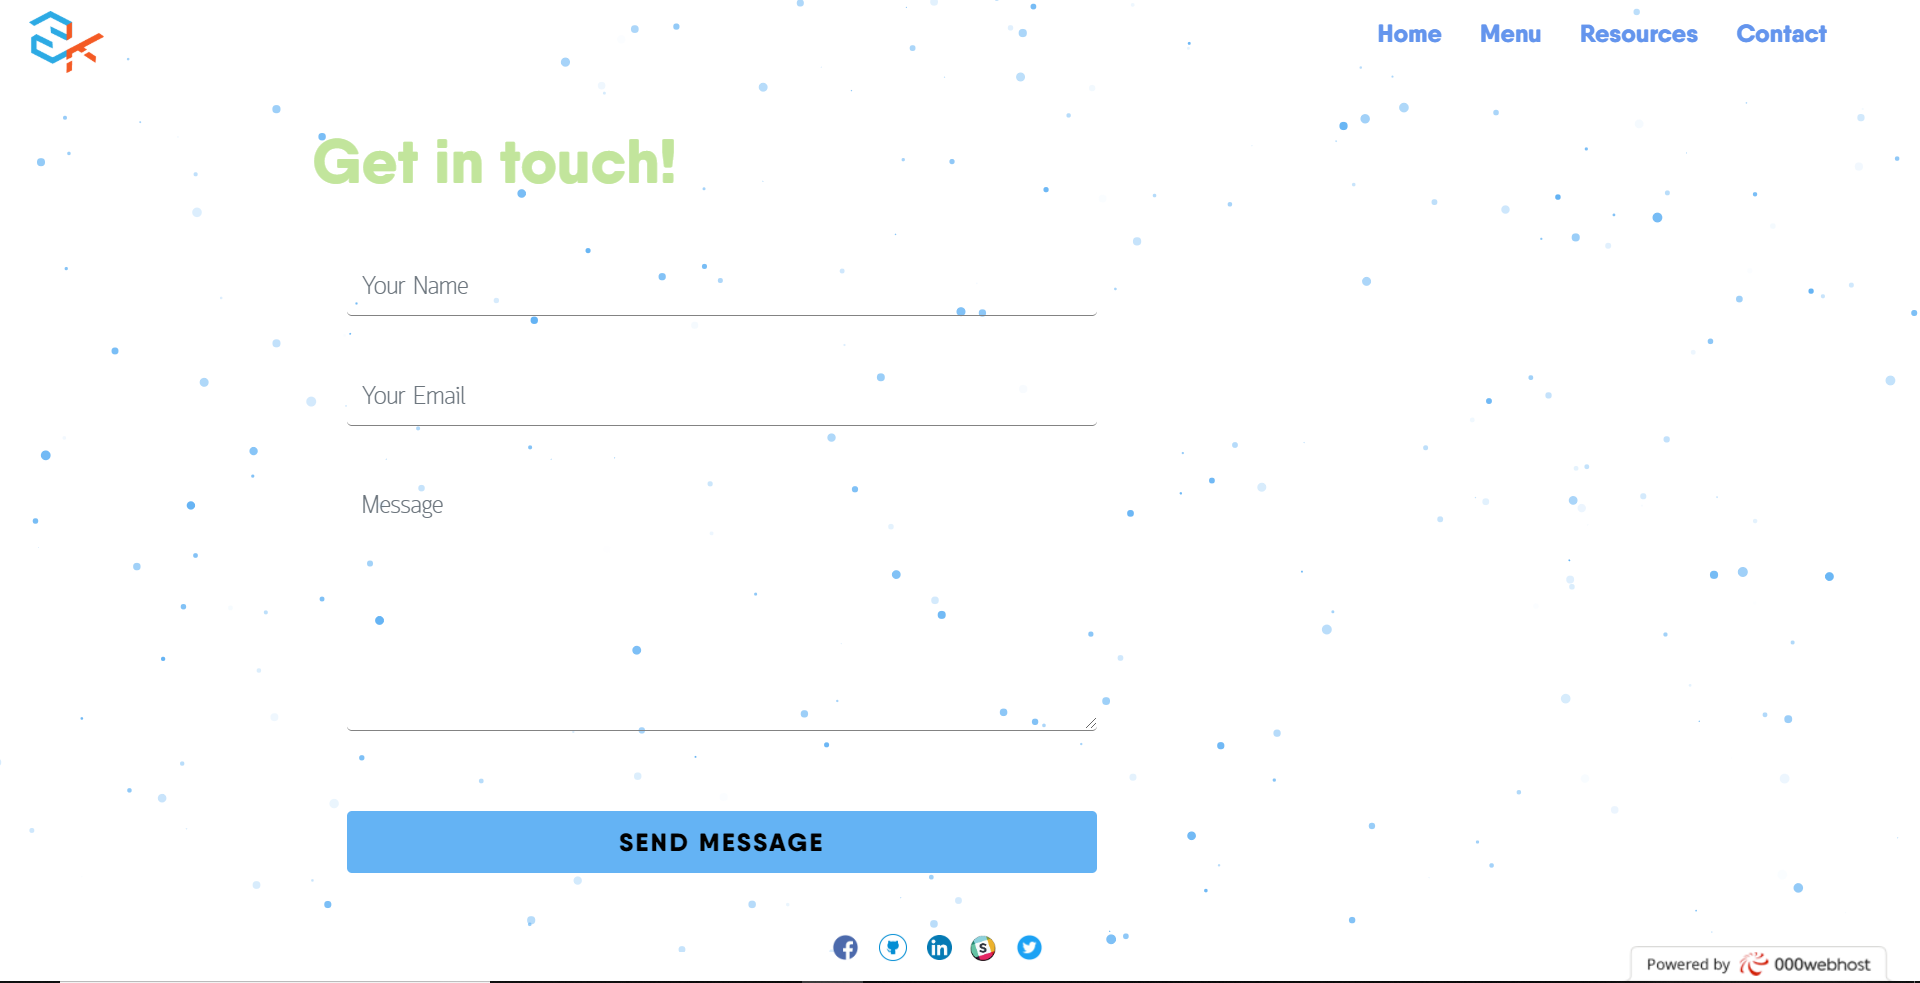 Home Menu Resources Contact
Get in touch!
Your Name
Your Email
Message
SEND MESSAGE
Powered by 000webhost